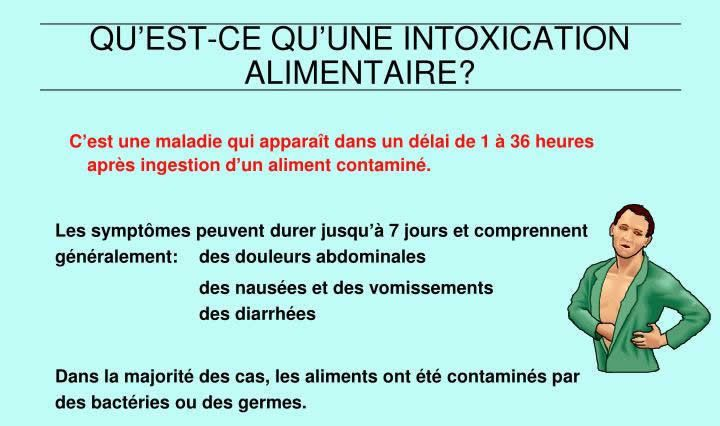 QU’EST-CE QU’UNE INTOXICATION
ALIMENTAIRE?
C’est une maladie qui apparaît dans un délai de 1 à 36 heures
après ingestion d’un aliment contaminé.
Les symptômes peuvent durer jusqu’à 7 jours et comprennent
généralement: des douleurs abdominales
des nausées et des vomissements
des diarrhées
Dans la majorité des cas, les aliments ont été contaminés par
des bactéries ou des germes.